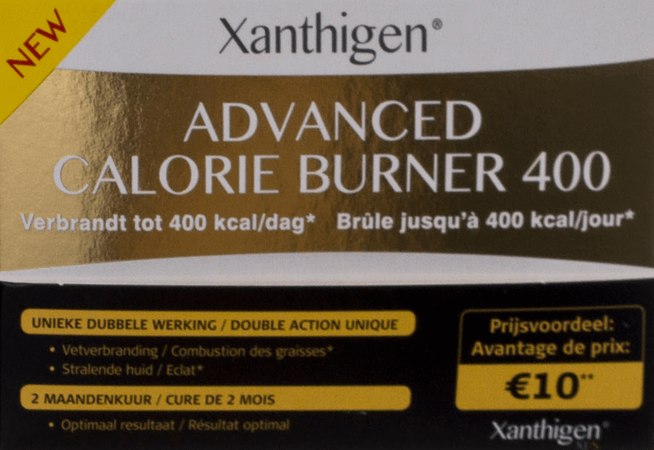 NEW
Xanthigen®
ADVANCED
CALORIE BURNER 400
Verbrandt tot 400 kcal/dag* Brûle jusqu'à 400 kcal/jour*
UNIEKE DUBBELE WERKING / DOUBLE ACTION UNIQUE
• Vetverbranding / Combustion des graisses*
• Stralende huid / Eclat*
2 MAANDENKUUR / CURE DE 2 MOIS
• Optimaal resultaat / Résultat optimal
Prijsvoordeel:
Avantage de prix:
€10**
Xanthigen®